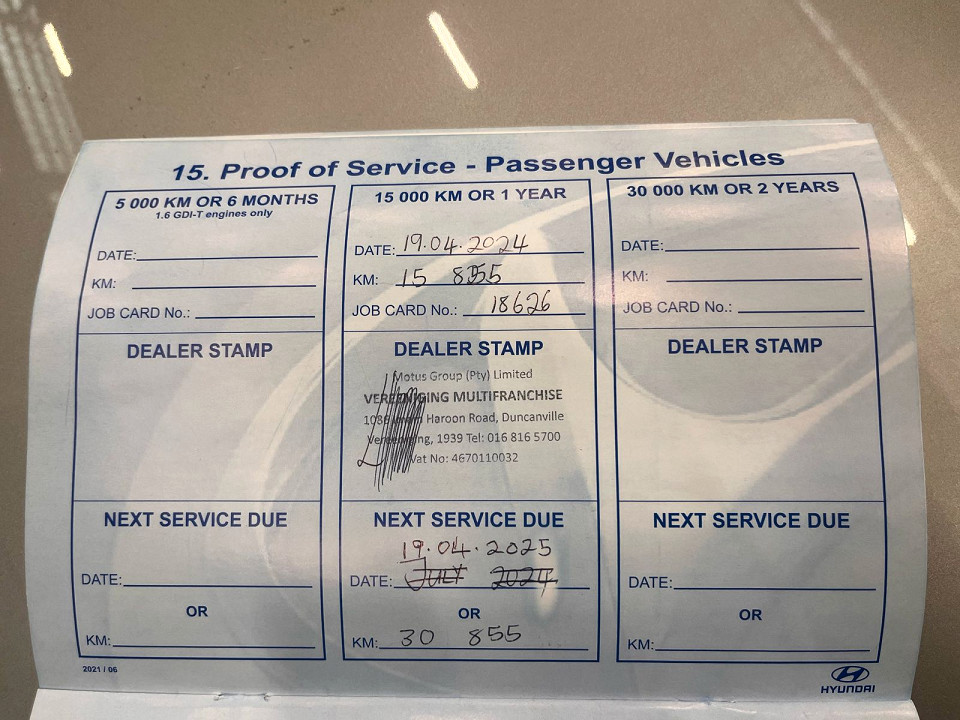 15. Proof of Service - Passenger Vehicles
5 000 KM OR 6 MONTHS
1.6 GDI-T engines only
DATE:
KM:
JOB CARD No.:
DEALER STAMP
NEXT SERVICE DUE
DATE:
OR
KM:
15 000 KM OR 1 YEAR
DATE: 19.04.2024
KM: 15 855
JOB CARD No.: 18626
DEALER STAMP
Motus Group (Pty) Limited
VEREENIGING MULTIFRANCHISE
Haroon Road, Duncanville
Vereeniging, 1939 Tel: 016 816 5700
Vat No: 4670110032
NEXT SERVICE DUE
19.04.2025
DATE: JULY 2024
OR
KM: 30 855
30 000 KM OR 2 YEARS
DATE:
KM:
JOB CARD No.:
DEALER STAMP
NEXT SERVICE DUE
DATE:
OR
KM:
2021 / 06
HYUNDAI